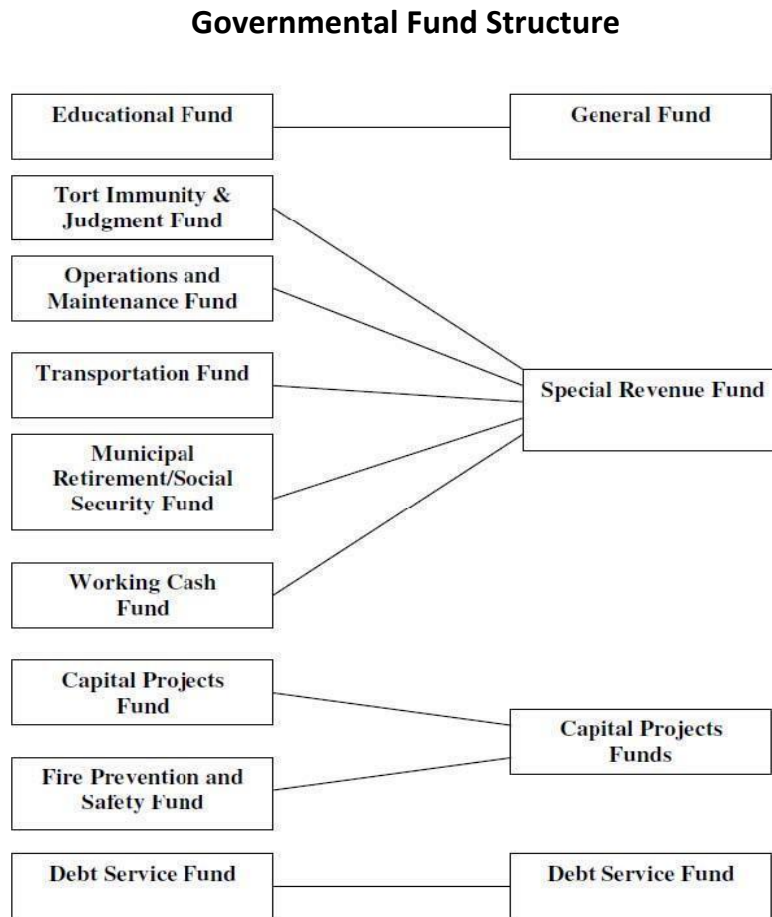 Governmental Fund Structure
Educational Fund
General Fund
Tort Immunity &
Judgment Fund
Operations and
Maintenance Fund
Transportation Fund
Special Revenue Fund
Municipal
Retirement/Social
Security Fund
Working Cash
Fund
Capital Projects
Fund
Capital Projects
Funds
Fire Prevention and
Safety Fund
Debt Service Fund
Debt Service Fund